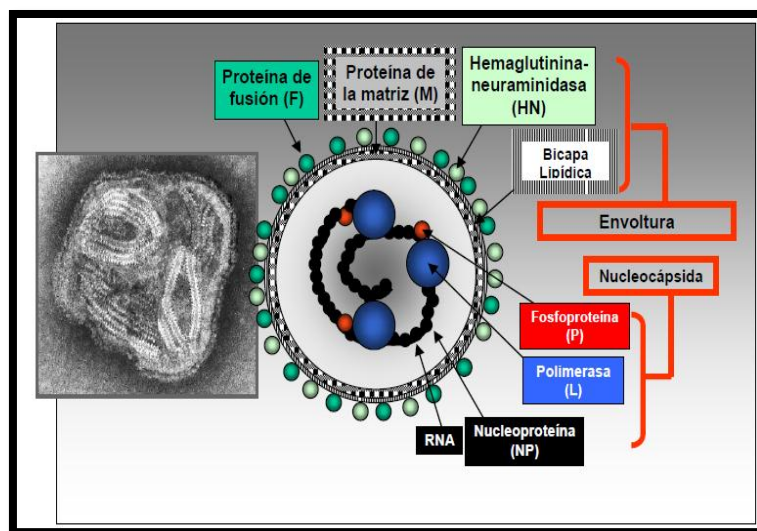 Proteína de
fusión (F)
Proteína de
la matriz (M)
Hemaglutinina-
neuraminidasa
(HN)
Bicapa
Lipídica
Envoltura
Nucleocápsida
Fosfoproteína
(P)
Polimerasa
(L)
RNA
Nucleoproteína
(NP)